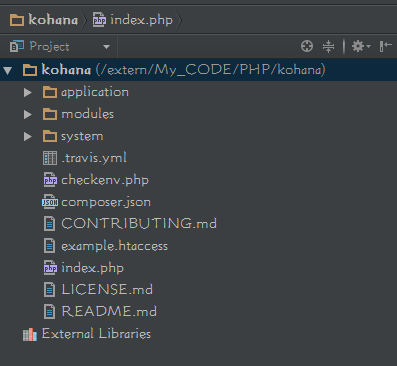 kohana index.php
Project
kohana (/extern/My_CODE/PHP/kohana)
application
modules
system
.travis.yml
checkenv.php
composer.json
CONTRIBUTING.md
example.htaccess
index.php
LICENSE.md
README.md
External Libraries